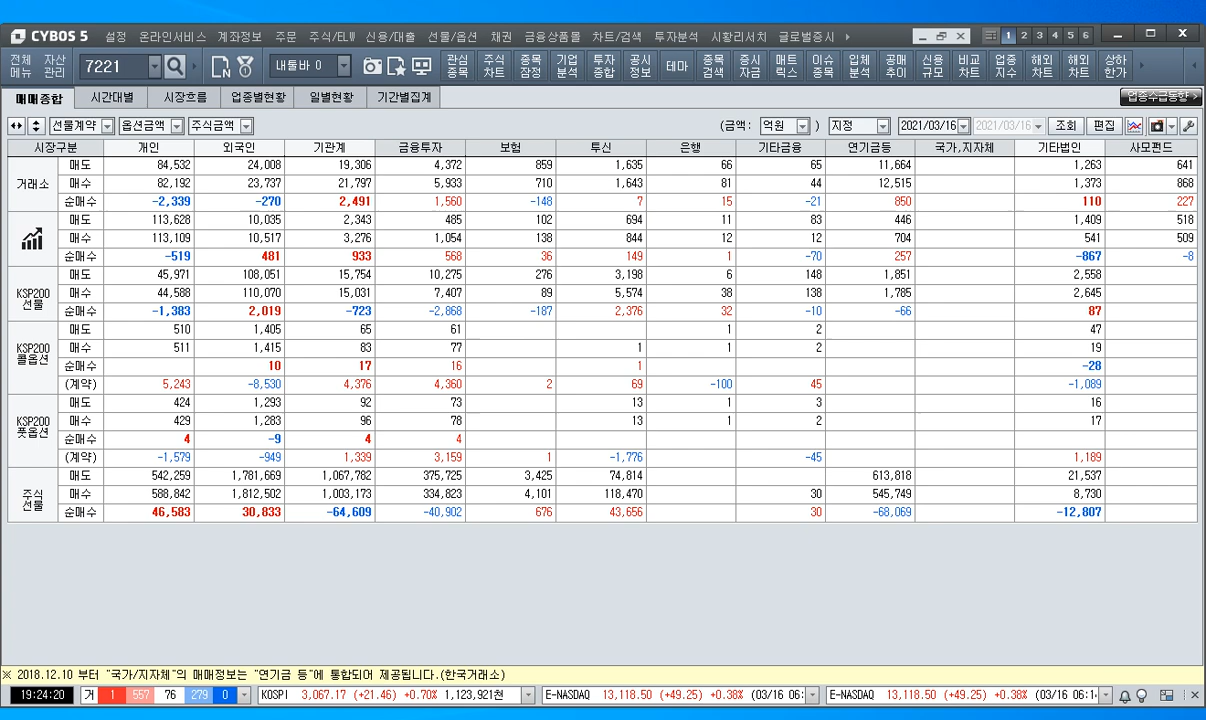 CYBOS 5 설정 온라인서비스 계좌정보 주문 주식/ELW 신용/대출 선물/옵션 채권 금융상품몰 차트/검색 투자분석 시황리서치 글로벌증시 1 2 3 4 5 6
전체메뉴 자산관리 7221 내툴바 0 관심종목 주식차트 종목잠정 기업분석 투자종합 공시정보 테마 종목검색 증시자금 매트릭스 이슈종목 입체분석 공매추이 신용규모 비교차트 업종지수 해외차트 해외차트 상하한가
매매종합 시간대별 시장흐름 업종별현황 일별현황 기간별집계 업종수급동향 >
선물계약 옵션금액 주식금액 (금액: 억원 ) 지정 2021/03/16 2021/03/16 조회 편집
시장구분 개인 외국인 기관계 금융투자 보험 투신 은행 기타금융 연기금등 국가,지자체 기타법인 사모펀드
거래소 매도 84,532 24,008 19,306 4,372 859 1,635 66 65 11,664 1,263 641
매수 82,192 23,737 21,797 5,933 710 1,643 81 44 12,515 1,373 868
순매수 -2,339 -270 2,491 1,560 -148 7 15 -21 850 110 227
매도 113,628 10,035 2,343 485 102 694 11 83 446 1,409 518
매수 113,109 10,517 3,276 1,054 138 844 12 12 704 541 509
순매수 -519 481 933 568 36 149 1 -70 257 -867 -8
KSP200 선물 매도 45,971 108,051 15,754 10,275 276 3,198 6 148 1,851 2,558
매수 44,588 110,070 15,031 7,407 89 5,574 38 138 1,785 2,645
순매수 -1,383 2,019 -723 -2,868 -187 2,376 32 -10 -66 87
KSP200 콜옵션 매도 510 1,405 65 61 1 2 47
매수 511 1,415 83 77 1 1 2 19
순매수 10 17 16 1 -28
(계약) 5,243 -8,530 4,376 4,360 2 69 -100 45 -1,089
KSP200 풋옵션 매도 424 1,293 92 73 13 1 3 16
매수 429 1,283 96 78 13 1 2 17
순매수 4 -9 4 4
(계약) -1,579 -949 1,339 3,159 1 -1,776 -45 1,189
주식 선물 매도 542,259 1,781,669 1,067,782 375,725 3,425 74,814 613,818 21,537
매수 588,842 1,812,502 1,003,173 334,823 4,101 118,470 30 545,749 8,730
순매수 46,583 30,833 -64,609 -40,902 676 43,656 30 -68,069 -12,807
※ 2018.12.10 부터 "국가/지자체"의 매매정보는 "연기금 등"에 통합되어 제공됩니다.(한국거래소)
19:24:20 거 1 557 76 279 0 KOSPI 3,067.17 (+21.46) +0.70% 1,123,921천 E-NASDAQ 13,118.50 (+49.25) +0.38% (03/16 06: E-NASDAQ 13,118.50 (+49.25) +0.38% (03/16 06:1